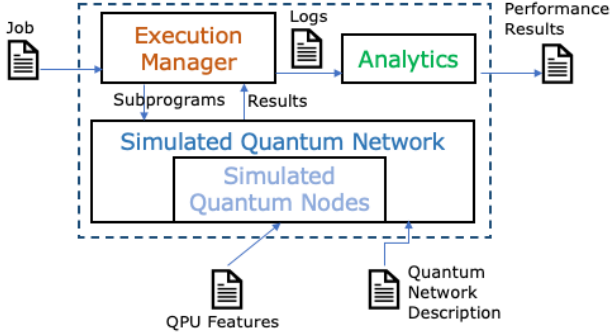 Job
Execution
Manager
Logs
Analytics
Performance
Results
Subprograms
Results
Simulated Quantum Network
Simulated
Quantum Nodes
QPU Features
Quantum
Network
Description